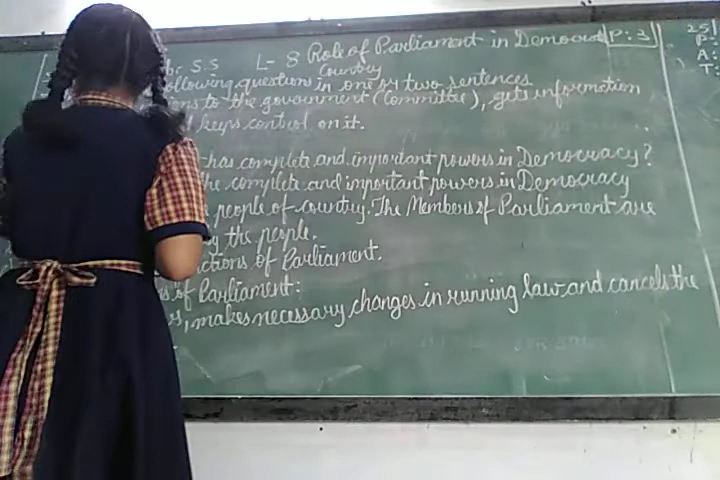 S.S L-8 Role of Parliament in Democratic P:3
Country
following question in one or two sentences
to the government (Committee), gets information
keeps control on it.
has complete and important powers in Democracy?
the complete and important powers in Democracy
people of country. The Members of Parliament are
the people.
of Parliament.
of Parliament:
makes necessary changes in running law and cancels the
25
P:
A:
T: